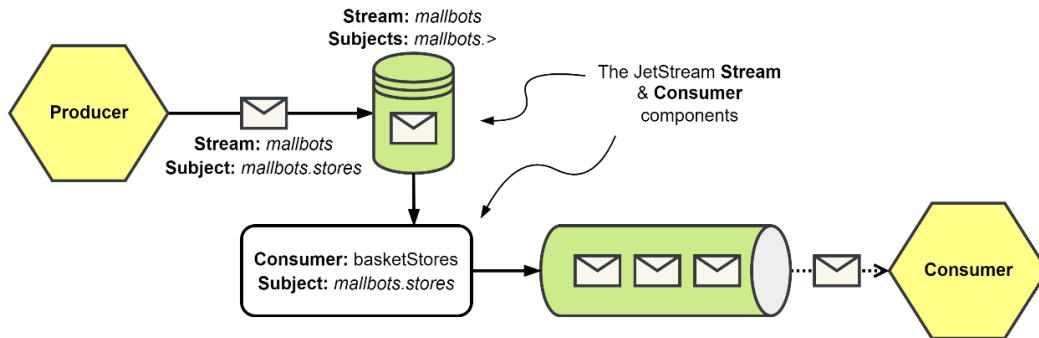 Stream: mallbots
Subjects: mallbots.>
Producer
Stream: mallbots
Subject: mallbots.stores
The JetStream Stream
& Consumer
components
Consumer: basketStores
Subject: mallbots.stores
Consumer